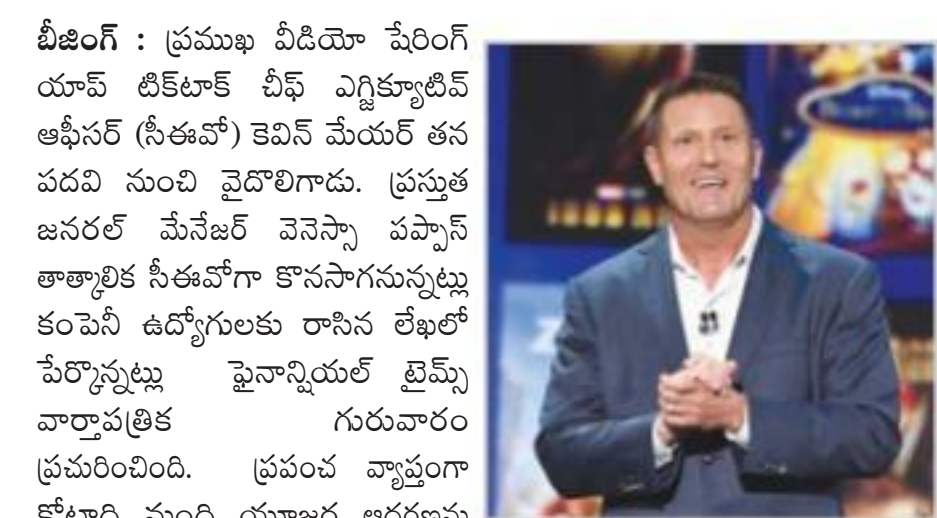 బీజింగ్ : ప్రముఖ వీడియో షేరింగ్
యాప్ టిక్‌టాక్ చీఫ్ ఎగ్జిక్యూటివ్
ఆఫీసర్ (సీఈవో) కెవిన్ మేయర్ తన
పదవి నుంచి వైదొలిగాడు. ప్రస్తుత
జనరల్ మేనేజర్ వెనెస్సా పప్పాస్
తాత్కాలిక సీఈవోగా కొనసాగనున్నట్లు
కంపెనీ ఉద్యోగులకు రాసిన లేఖలో
పేర్కొన్నట్లు ఫైనాన్షియల్ టైమ్స్
వార్తాపత్రిక గురువారం
ప్రచురించింది. ప్రపంచ వ్యాప్తంగా